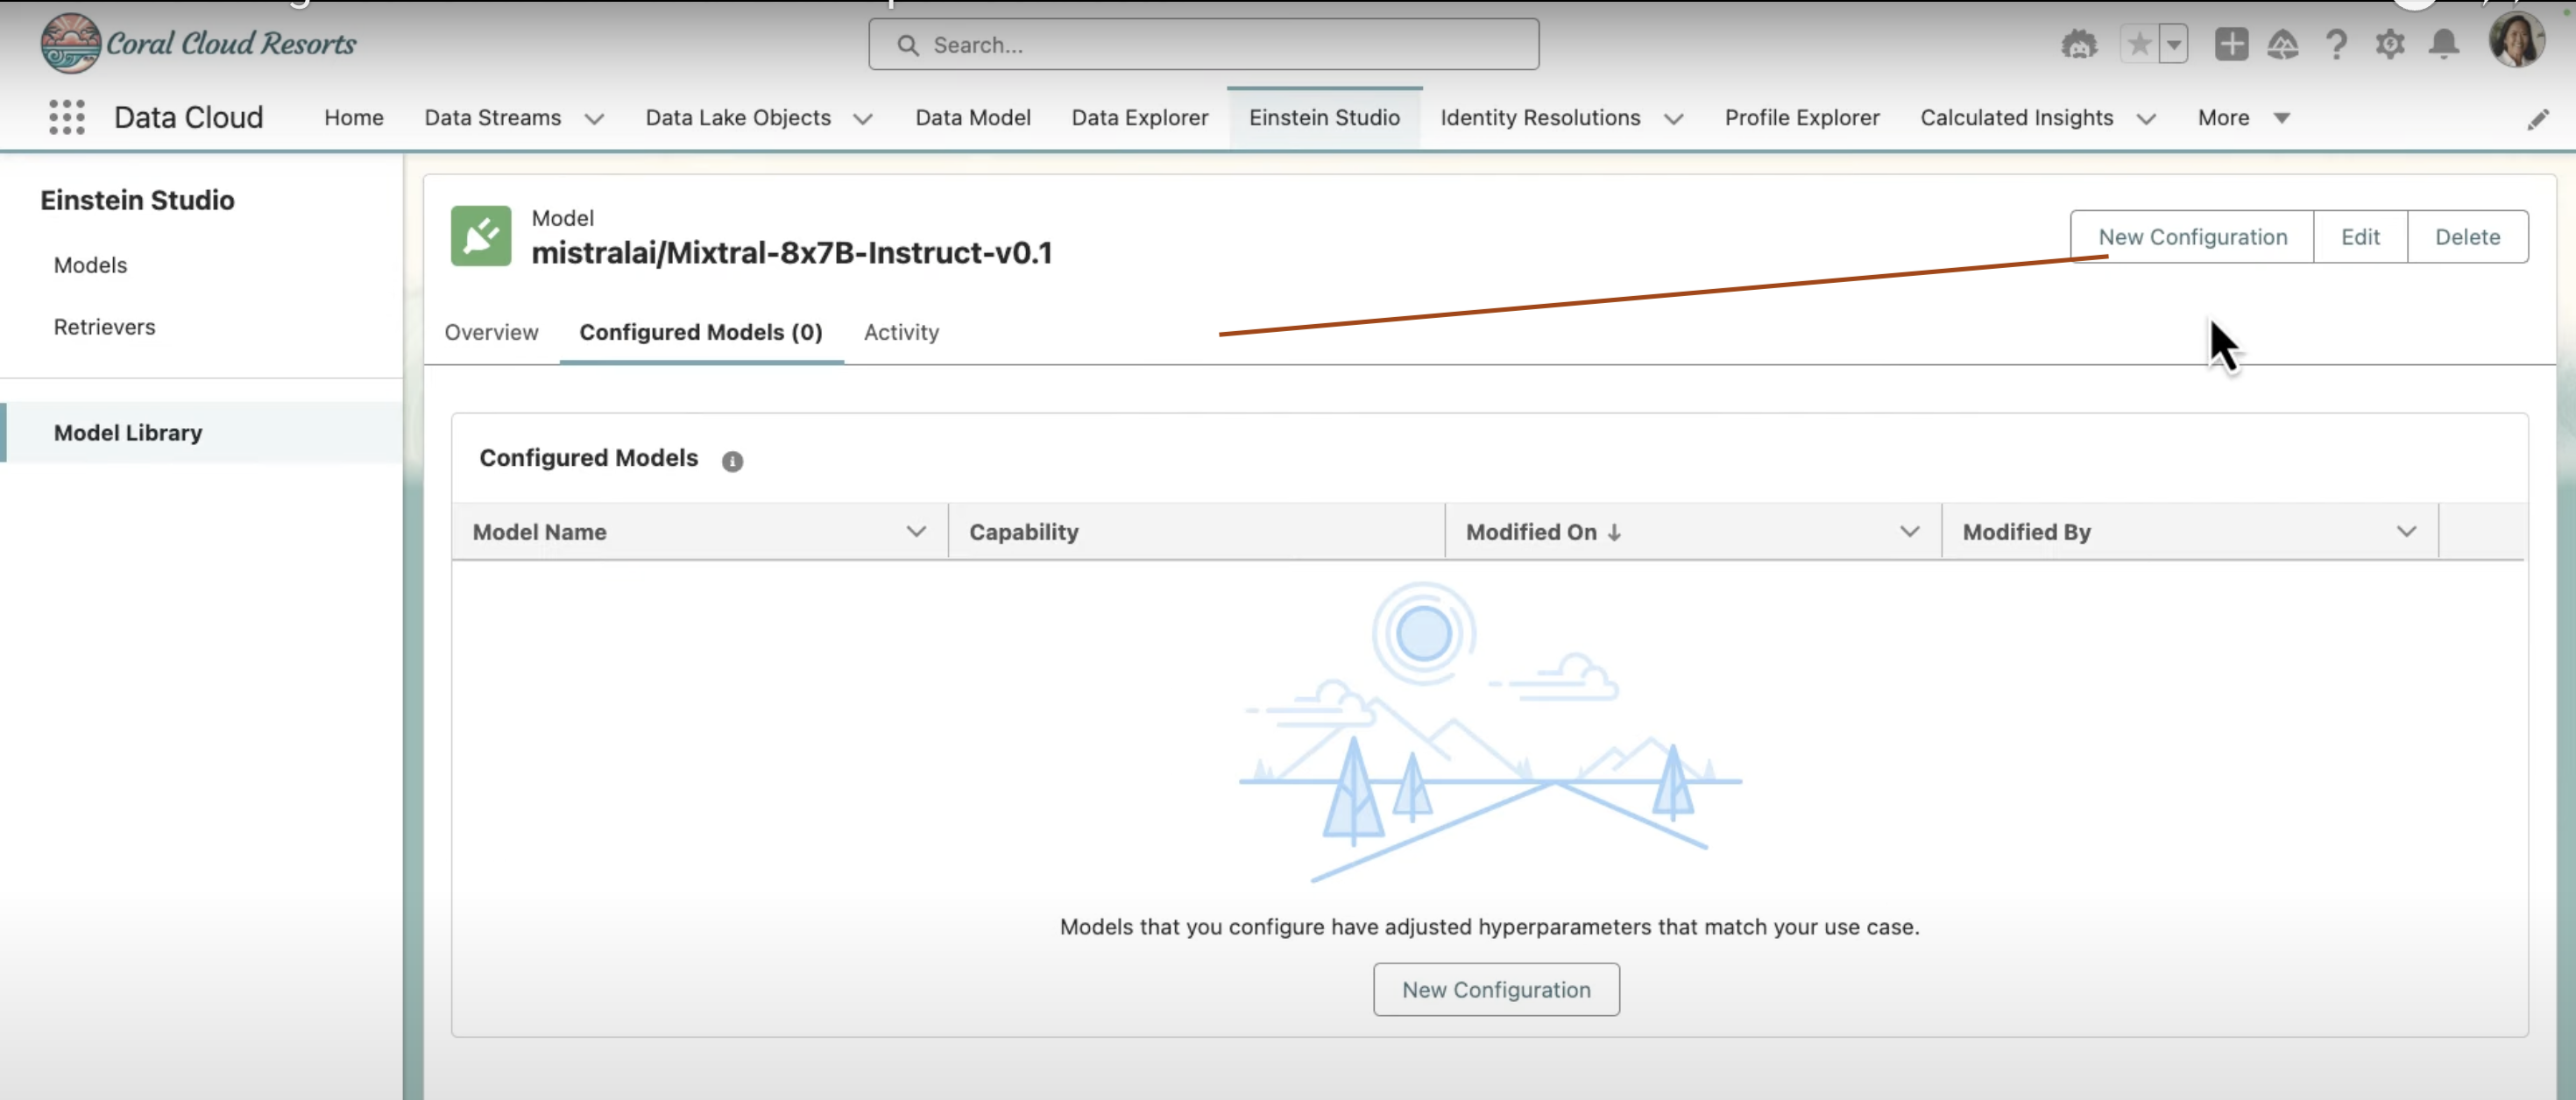 Coral Cloud Resorts
Search...
Data Cloud Home Data Streams Data Lake Objects Data Model Data Explorer Einstein Studio Identity Resolutions Profile Explorer Calculated Insights More
Einstein Studio
Models
Retrievers
Model Library
Model
mistralai/Mixtral-8x7B-Instruct-v0.1
New Configuration Edit Delete
Overview Configured Models (0) Activity
Configured Models
Model Name Capability Modified On Modified By
Models that you configure have adjusted hyperparameters that match your use case.
New Configuration